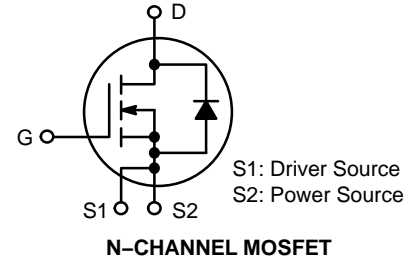 D
G
S1: Driver Source
S2: Power Source
S1 S2
N–CHANNEL MOSFET